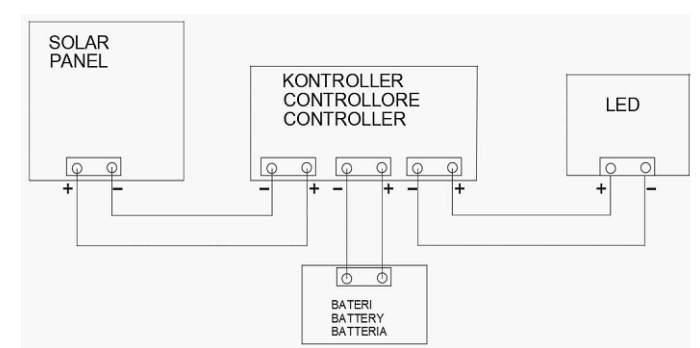 SOLAR
PANEL
KONTROLLER
CONTROLLORE
CONTROLLER
LED
+ − − + − + − + + −
BATERI
BATTERY
BATTERIA